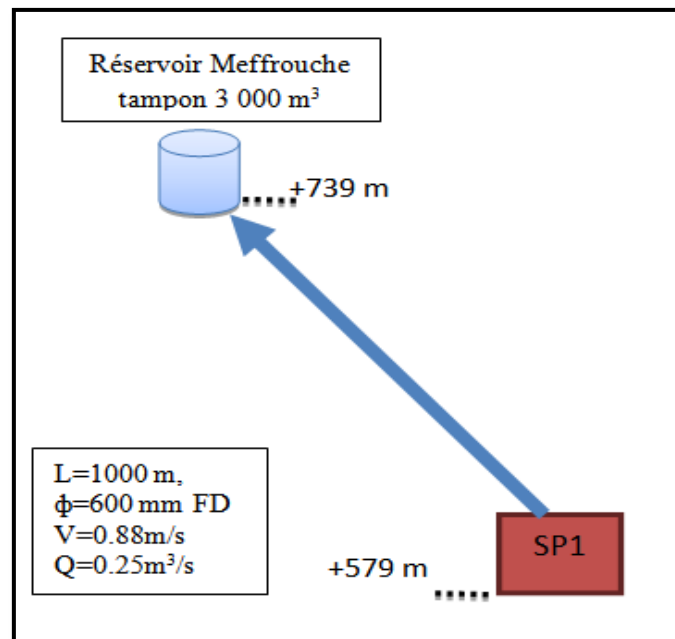 Réservoir Meffrouche
tampon 3 000 m³
+739 m
L=1000 m,
ɸ=600 mm FD
V=0.88m/s
Q=0.25m³/s
+579 m
SP1